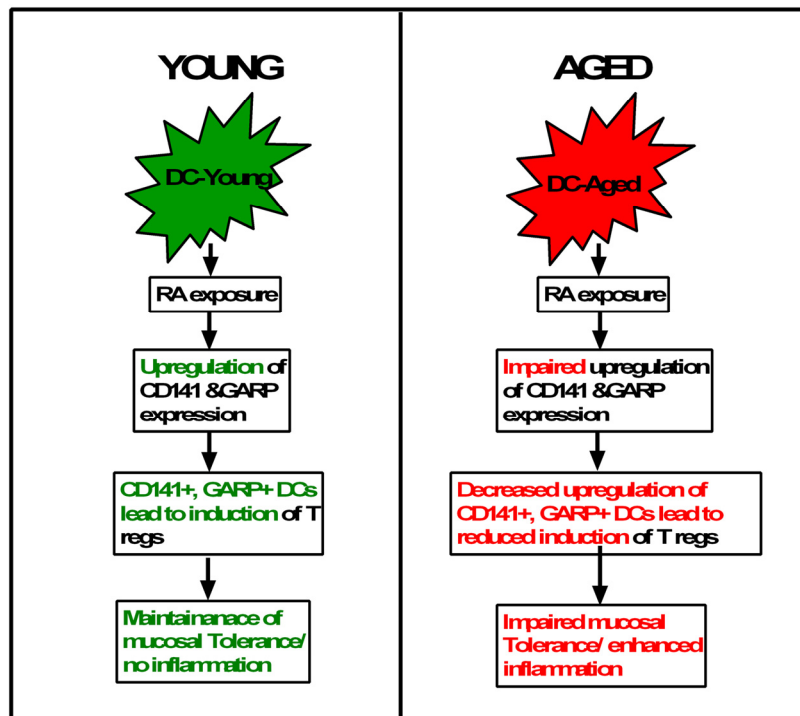 YOUNG
DC-Young
RA exposure
Upregulation of
CD141 &GARP
expression
CD141+, GARP+ DCs
lead to induction of T
regs
Maintainanace of
mucosal Tolerance/
no inflammation
AGED
DC-Aged
RA exposure
Impaired upregulation
of CD141 &GARP
expression
Decreased upregulation of
CD141+, GARP+ DCs lead to
reduced induction of T regs
Impaired mucosal
Tolerance/ enhanced
inflammation